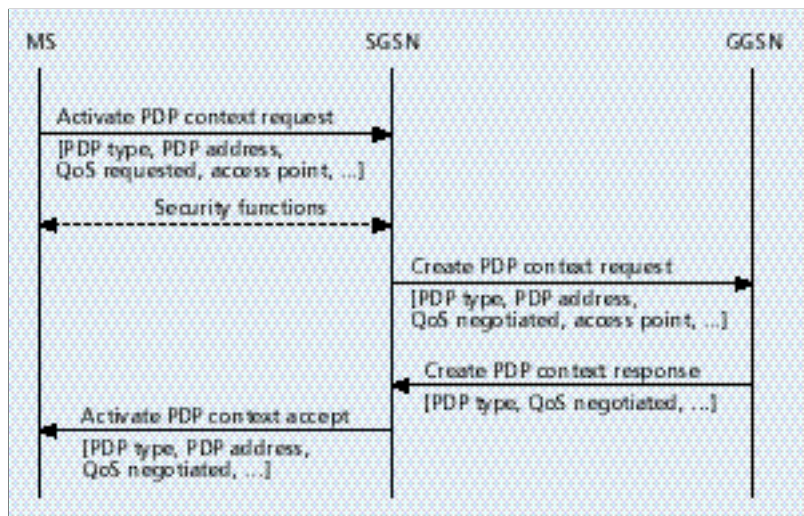 MS SGSN GGSN
Activate PDP context request
[PDP type, PDP address,
QoS requested, access point, ...]
Security functions
Create PDP context request
[PDP type, PDP address,
QoS negotiated, access point, ...]
Create PDP context response
[PDP type, QoS negotiated, ...]
Activate PDP context accept
[PDP type, PDP address,
QoS negotiated, ...]